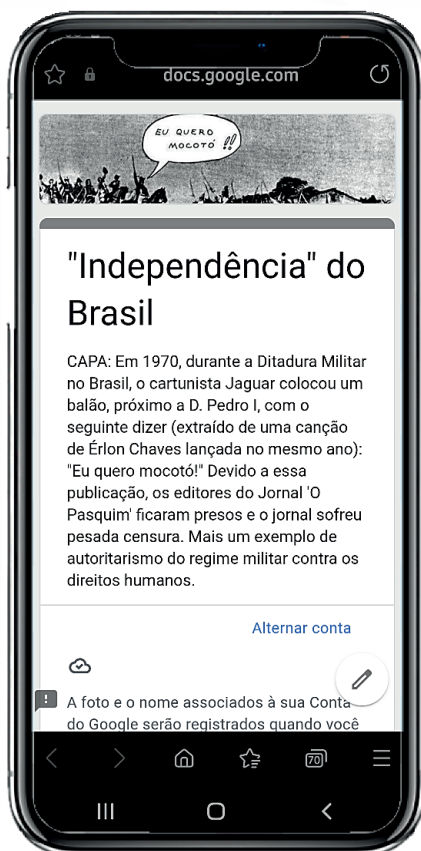 docs.google.com
EU QUERO
MOCOTÓ !!
"Independência" do
Brasil
CAPA: Em 1970, durante a Ditadura Militar
no Brasil, o cartunista Jaguar colocou um
balão, próximo a D. Pedro I, com o
seguinte dizer (extraído de uma canção
de Érlon Chaves lançada no mesmo ano):
"Eu quero mocotó!" Devido a essa
publicação, os editores do Jornal 'O
Pasquim' ficaram presos e o jornal sofreu
pesada censura. Mais um exemplo de
autoritarismo do regime militar contra os
direitos humanos.
Alternar conta
A foto e o nome associados à sua Conta
do Google serão registrados quando você
70